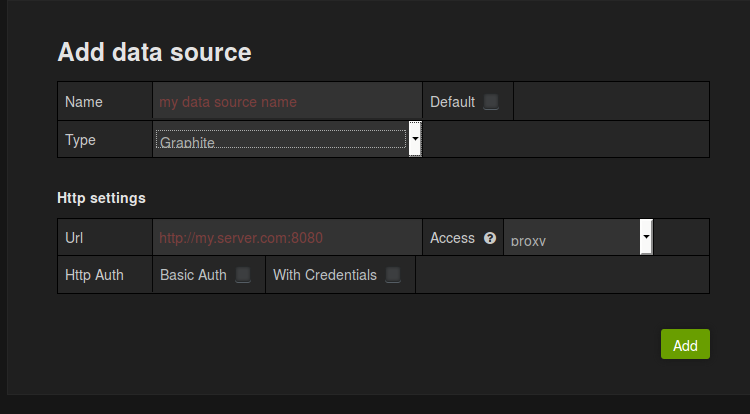 Add data source
Name my data source name Default
Type Graphite
Http settings
Url http://my.server.com:8080 Access ? proxy
Http Auth Basic Auth With Credentials
Add